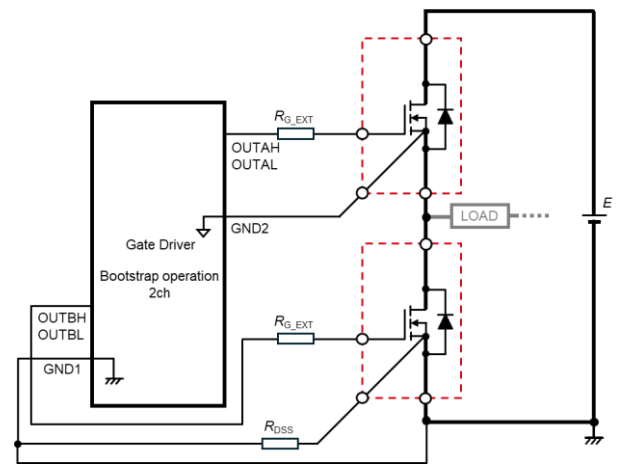 RG_EXT
OUTAH
OUTAL
LOAD
E
GND2
Gate Driver
Bootstrap operation
2ch
OUTBH
OUTBL
RG_EXT
GND1
RDSS